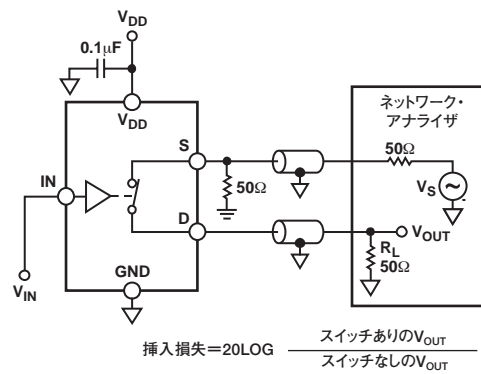 V_DD
0.1μF
V_DD
ネットワーク・
アナライザ
S
50Ω
IN
50Ω
V_S
D
V_OUT
R_L
50Ω
GND
V_IN
挿入損失=20LOG スイッチありのV_OUT
スイッチなしのV_OUT